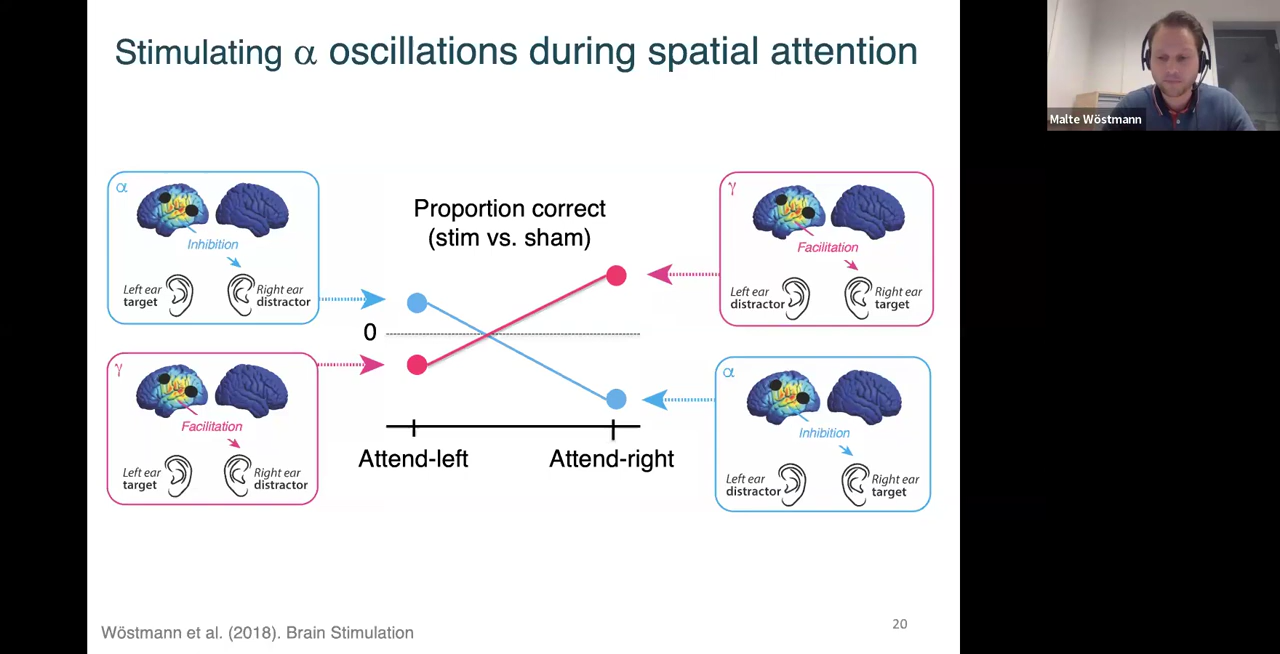 Stimulating α oscillations during spatial attention
Malte Wöstmann
α
Inhibition
Left ear
target
Right ear
distractor
γ
Facilitation
Left ear
target
Right ear
distractor
Proportion correct
(stim vs. sham)
0
Attend-left
Attend-right
γ
Facilitation
Left ear
distractor
Right ear
target
α
Inhibition
Left ear
distractor
Right ear
target
Wöstmann et al. (2018). Brain Stimulation
20